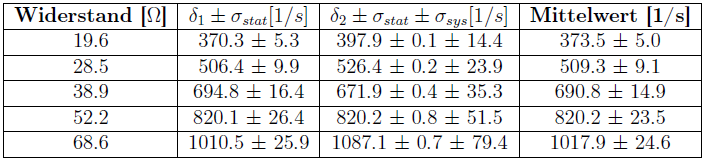 Widerstand [Ω] δ₁ ± σ_stat[1/s] δ₂ ± σ_stat ± σ_sys[1/s] Mittelwert [1/s]
19.6 370.3 ± 5.3 397.9 ± 0.1 ± 14.4 373.5 ± 5.0
28.5 506.4 ± 9.9 526.4 ± 0.2 ± 23.9 509.3 ± 9.1
38.9 694.8 ± 16.4 671.9 ± 0.4 ± 35.3 690.8 ± 14.9
52.2 820.1 ± 26.4 820.2 ± 0.8 ± 51.5 820.2 ± 23.5
68.6 1010.5 ± 25.9 1087.1 ± 0.7 ± 79.4 1017.9 ± 24.6